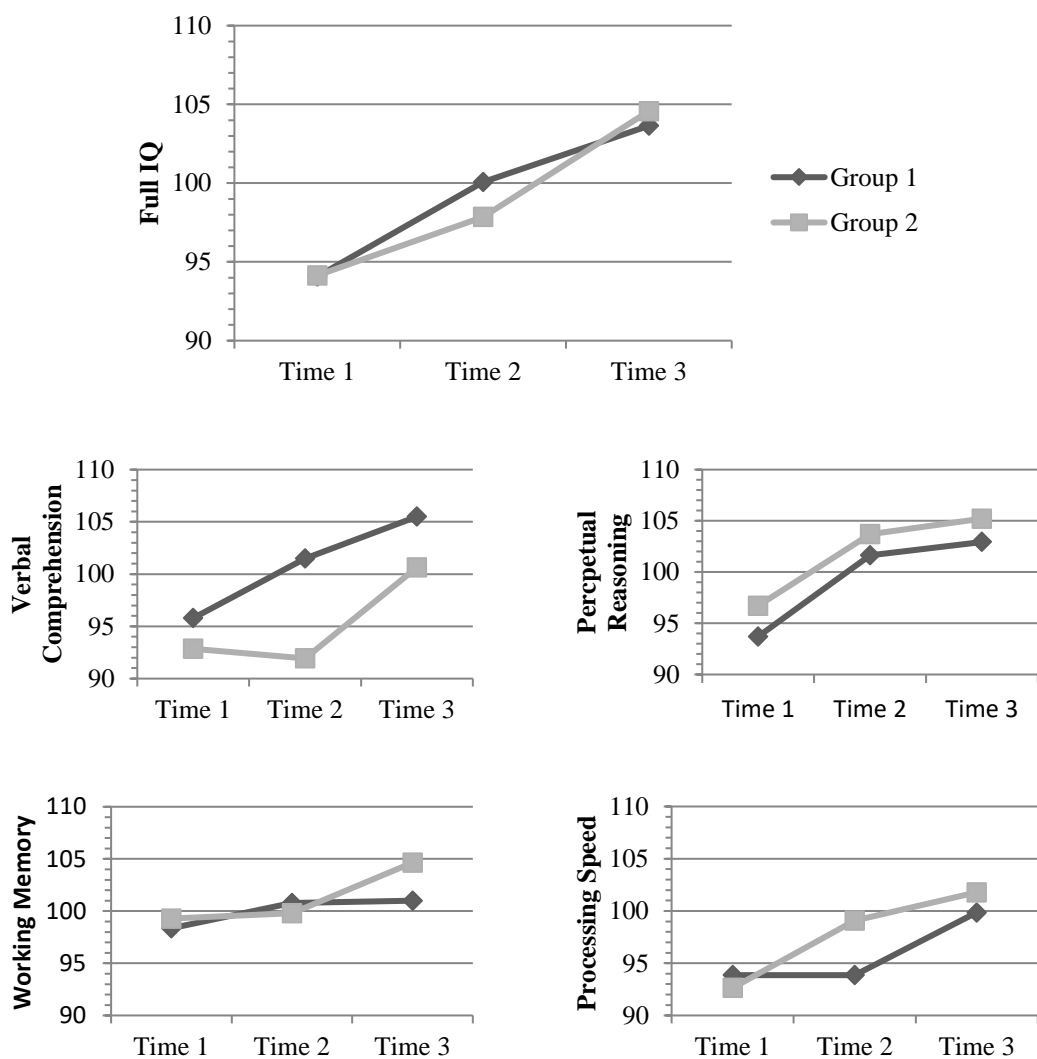 110
105
100
95
90
Full IQ
Time 1 Time 2 Time 3
Group 1
Group 2
110
105
100
95
90
Verbal
Comprehension
Time 1 Time 2 Time 3
110
105
100
95
90
Percpetual
Reasoning
Time 1 Time 2 Time 3
110
105
100
95
90
Working Memory
Time 1 Time 2 Time 3
110
105
100
95
90
Processing Speed
Time 1 Time 2 Time 3